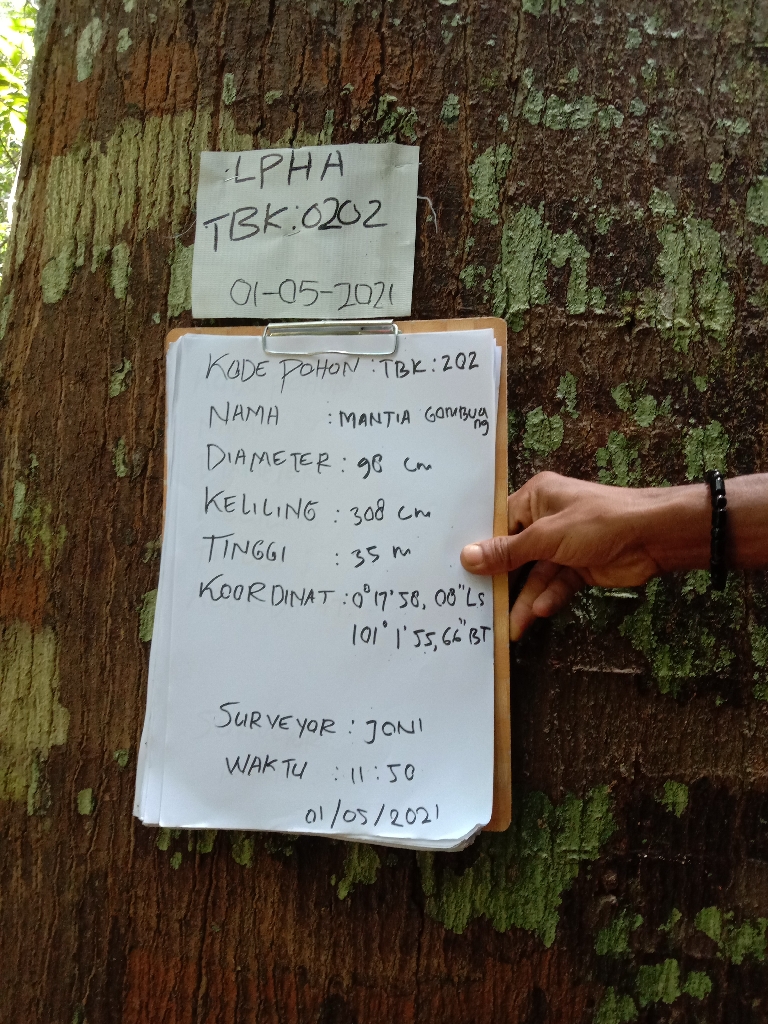 LPHA
TBK:0202
01-05-2021
KODE POHON : TBK : 202
NAMA : MANTIA GOMBUANG
DIAMETER : 98 cm
KELILING : 308 cm
TINGGI : 35 m
KOORDINAT : 0°17'58,08"LS
101°1'55,66"BT
SURVEYOR : JONI
WAKTU : 11:50
01/05/2021